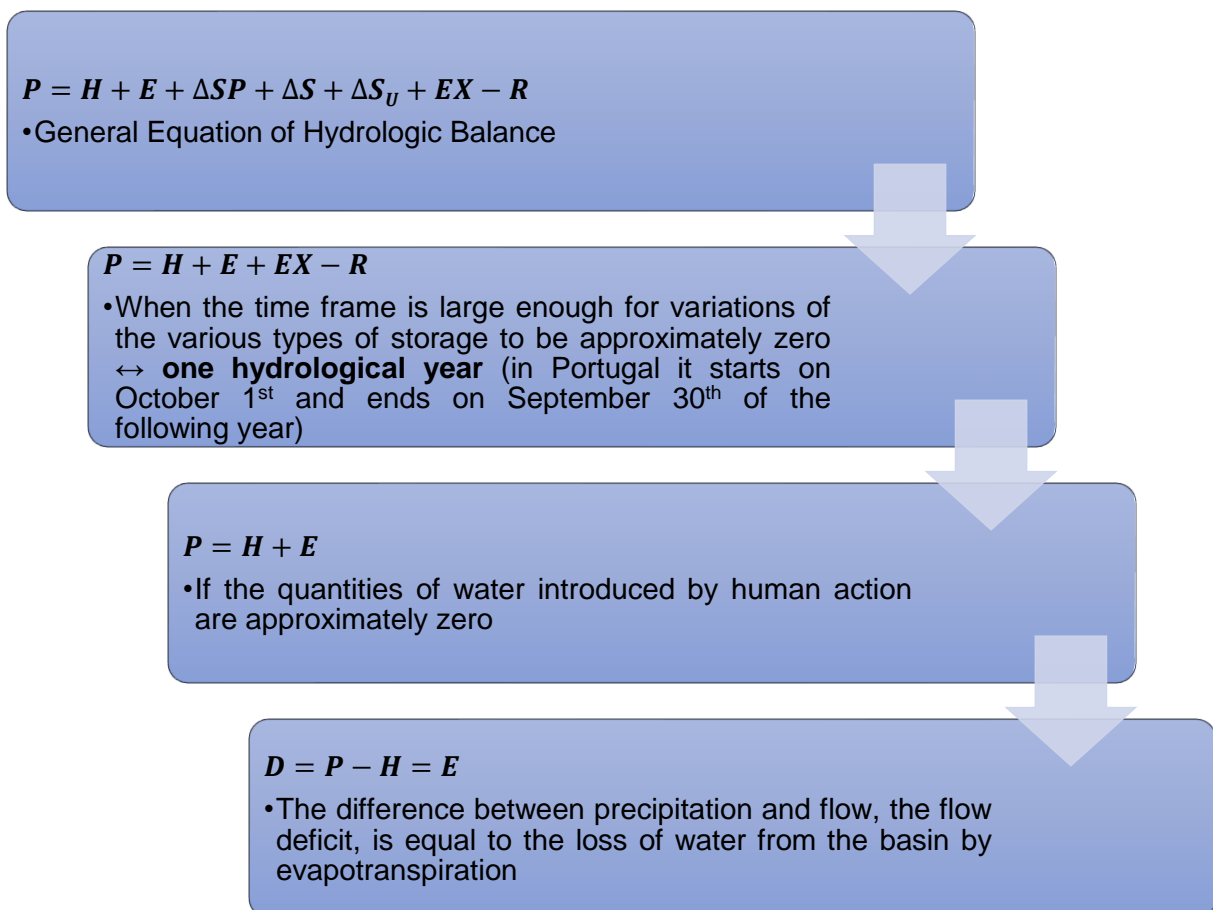 P = H + E + ΔSP + ΔS + ΔS_U + EX − R
•General Equation of Hydrologic Balance
P = H + E + EX − R
•When the time frame is large enough for variations of
the various types of storage to be approximately zero
↔ one hydrological year (in Portugal it starts on
October 1st and ends on September 30th of the
following year)
P = H + E
•If the quantities of water introduced by human action
are approximately zero
D = P − H = E
•The difference between precipitation and flow, the flow
deficit, is equal to the loss of water from the basin by
evapotranspiration